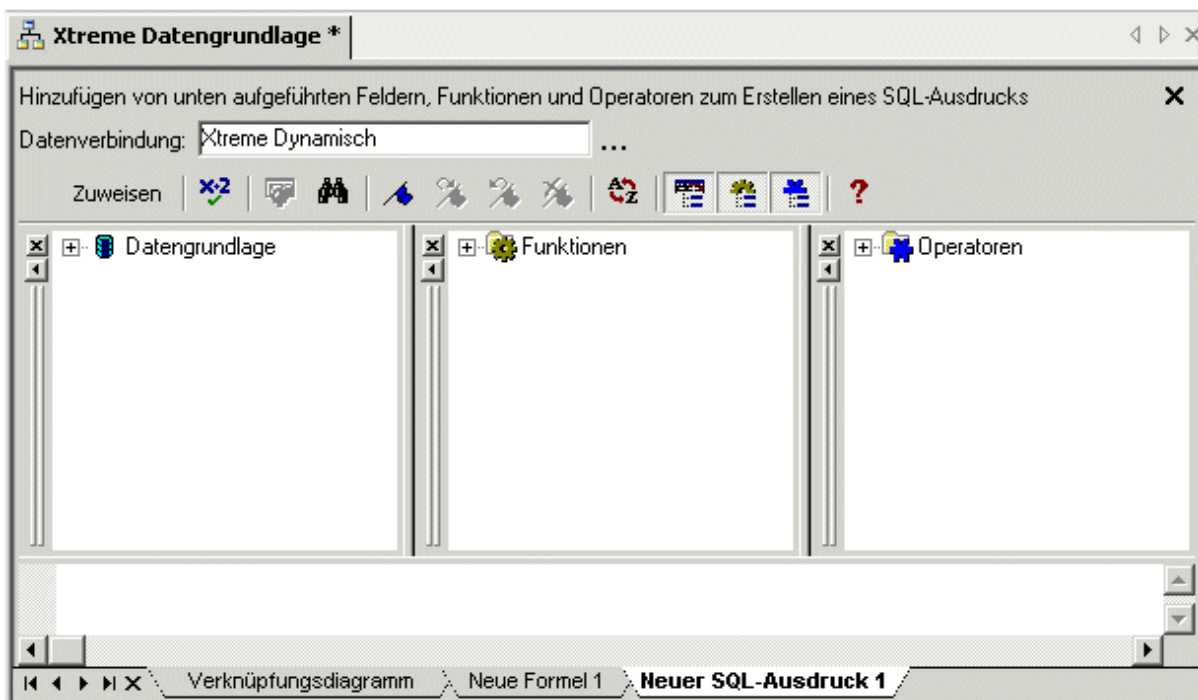 Xtreme Datengrundlage *
Hinzufügen von unten aufgeführten Feldern, Funktionen und Operatoren zum Erstellen eines SQL-Ausdrucks
Datenverbindung: Xtreme Dynamisch ...
Zuweisen
Datengrundlage
Funktionen
Operatoren
Verknüpfungsdiagramm
Neue Formel 1
Neuer SQL-Ausdruck 1